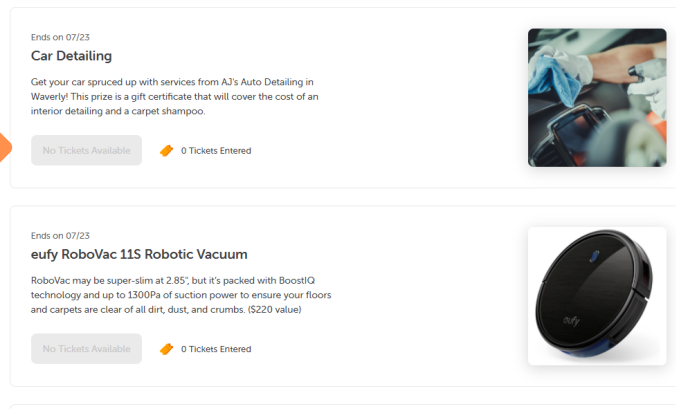 Ends on 07/23
Car Detailing
Get your car spruced up with services from AJ's Auto Detailing in
Waverly! This prize is a gift certificate that will cover the cost of an
interior detailing and a carpet shampoo.
No Tickets Available
0 Tickets Entered
Ends on 07/23
eufy RoboVac 11S Robotic Vacuum
RoboVac may be super-slim at 2.85", but it's packed with BoostIQ
technology and up to 1300Pa of suction power to ensure your floors
and carpets are clear of all dirt, dust, and crumbs. ($220 value)
No Tickets Available
0 Tickets Entered
eufy